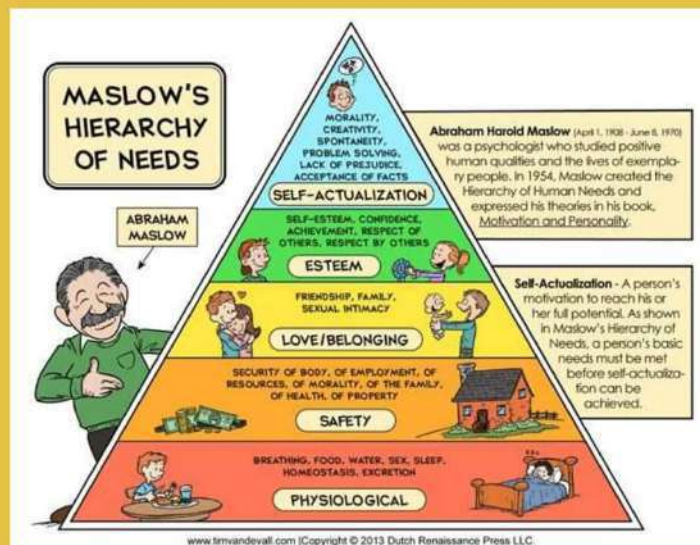 MASLOW'S
HIERARCHY
OF NEEDS
ABRAHAM
MASLOW
MORALITY,
CREATIVITY,
SPONTANEITY,
PROBLEM SOLVING,
LACK OF PREJUDICE,
ACCEPTANCE OF FACTS
SELF-ACTUALIZATION
SELF-ESTEEM, CONFIDENCE,
ACHIEVEMENT, RESPECT OF
OTHERS, RESPECT BY OTHERS
ESTEEM
FRIENDSHIP, FAMILY,
SEXUAL INTIMACY
LOVE/BELONGING
SECURITY OF BODY, OF EMPLOYMENT, OF
RESOURCES, OF MORALITY, OF THE FAMILY,
OF HEALTH, OF PROPERTY
SAFETY
BREATHING, FOOD, WATER, SEX, SLEEP,
HOMEOSTASIS, EXCRETION
PHYSIOLOGICAL
Abraham Harold Maslow (April 1, 1908 - June 8, 1970)
was a psychologist who studied positive
human qualities and the lives of exempla-
ry people. In 1954, Maslow created the
Hierarchy of Human Needs and
expressed his theories in his book,
Motivation and Personality.
Self-Actualization - A person's
motivation to reach his or
her full potential. As shown
in Maslow's Hierarchy of
Needs, a person's basic
needs must be met
before self-actualiza-
tion can be
achieved.
www.timvandevall.com | Copyright © 2013 Dutch Renaissance Press LLC.